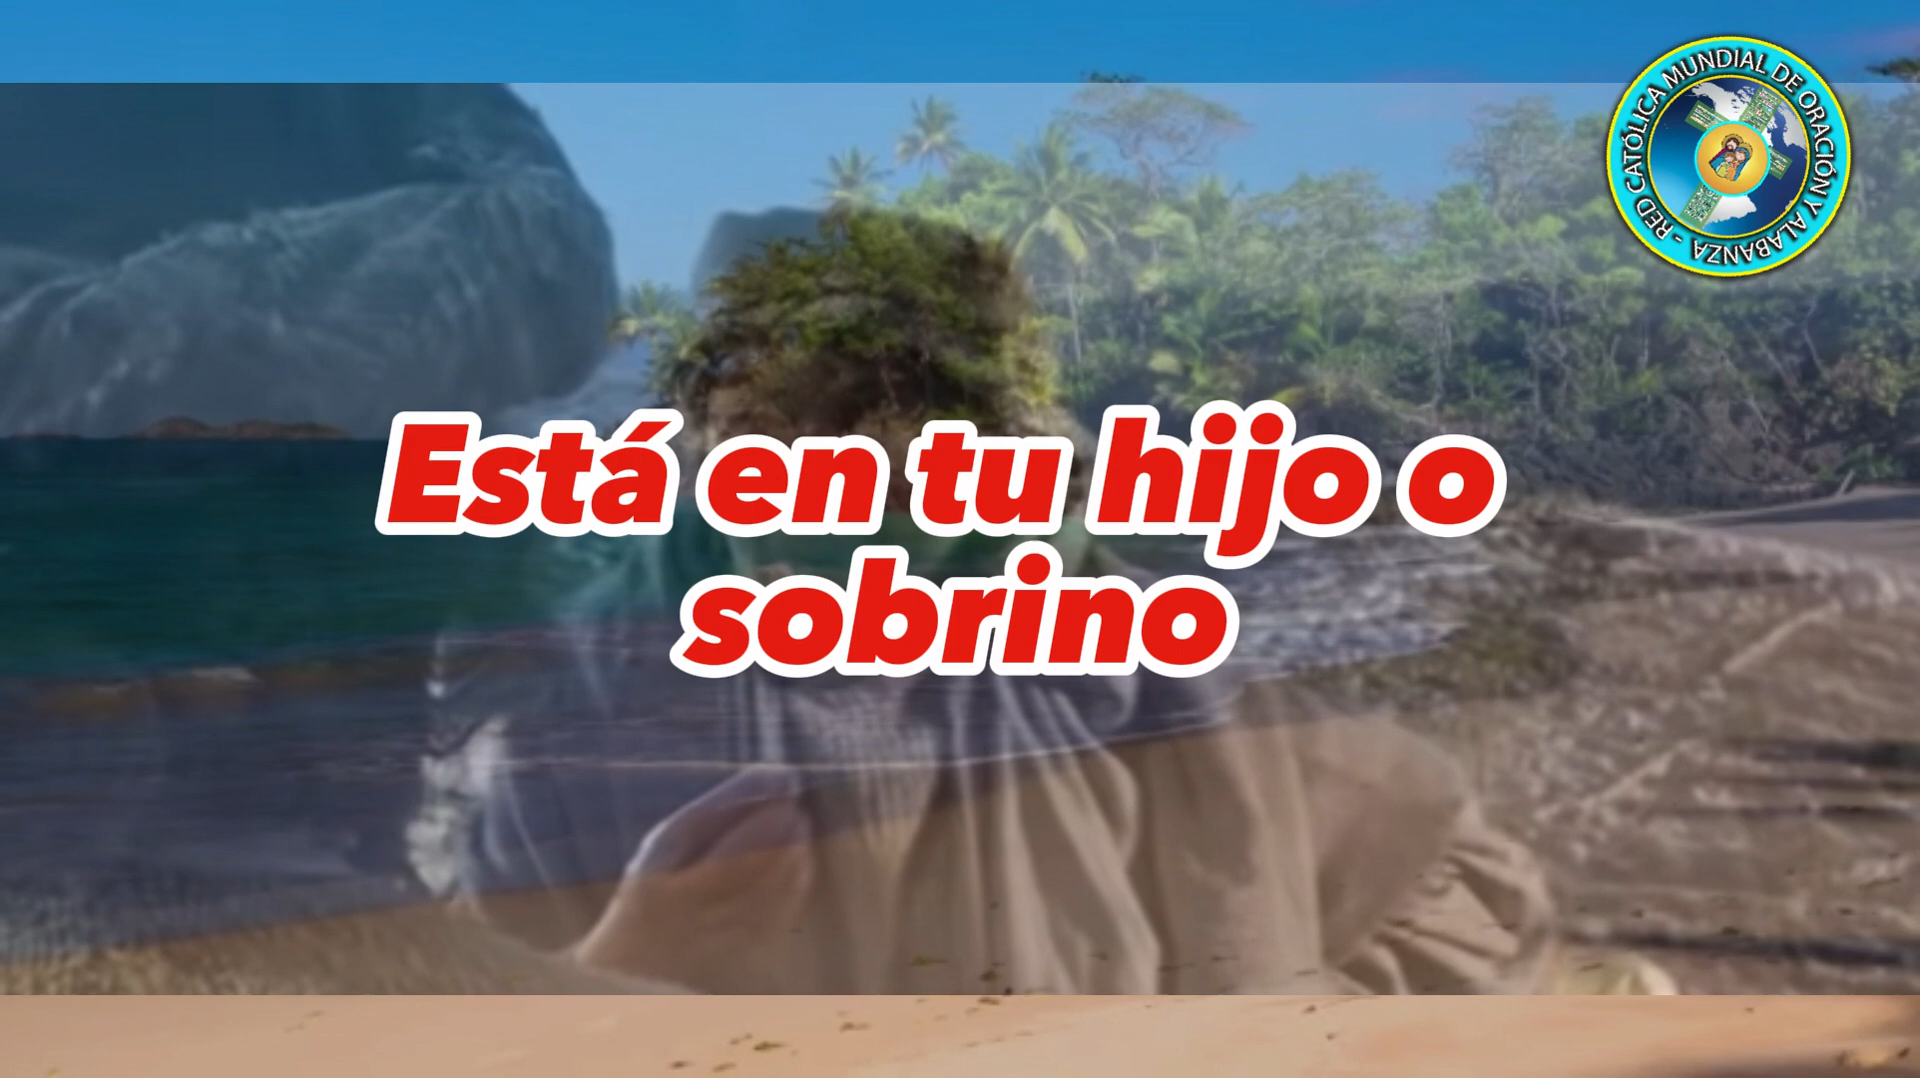 RED CATÓLICA MUNDIAL DE ORACIÓN Y ALABANZA -
Está en tu hijo o
sobrino